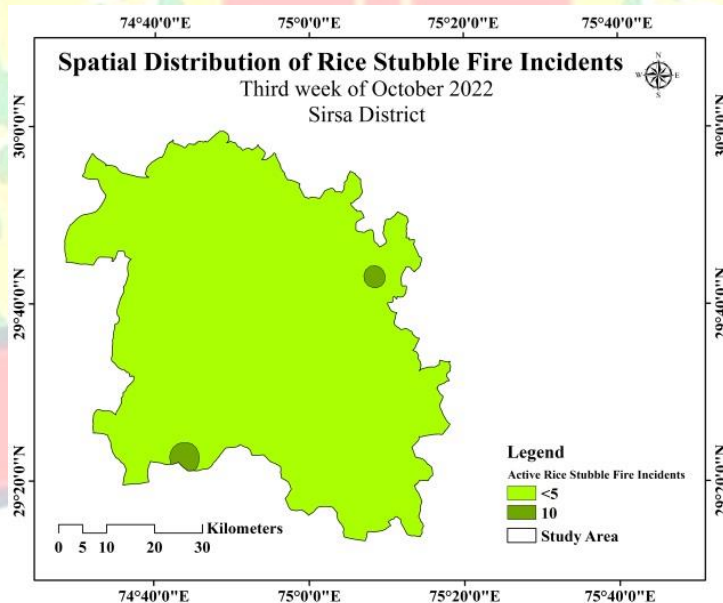 74°40'0"E 75°0'0"E 75°20'0"E 75°40'0"E
Spatial Distribution of Rice Stubble Fire Incidents
Third week of October 2022
Sirsa District
N
W E
S
30°0'0"N 30°0'0"N
29°40'0"N 29°40'0"N
29°20'0"N 29°20'0"N
Legend
Active Rice Stubble Fire Incidents
<5
10
Study Area
Kilometers
0 5 10 20 30
74°40'0"E 75°0'0"E 75°20'0"E 75°40'0"E